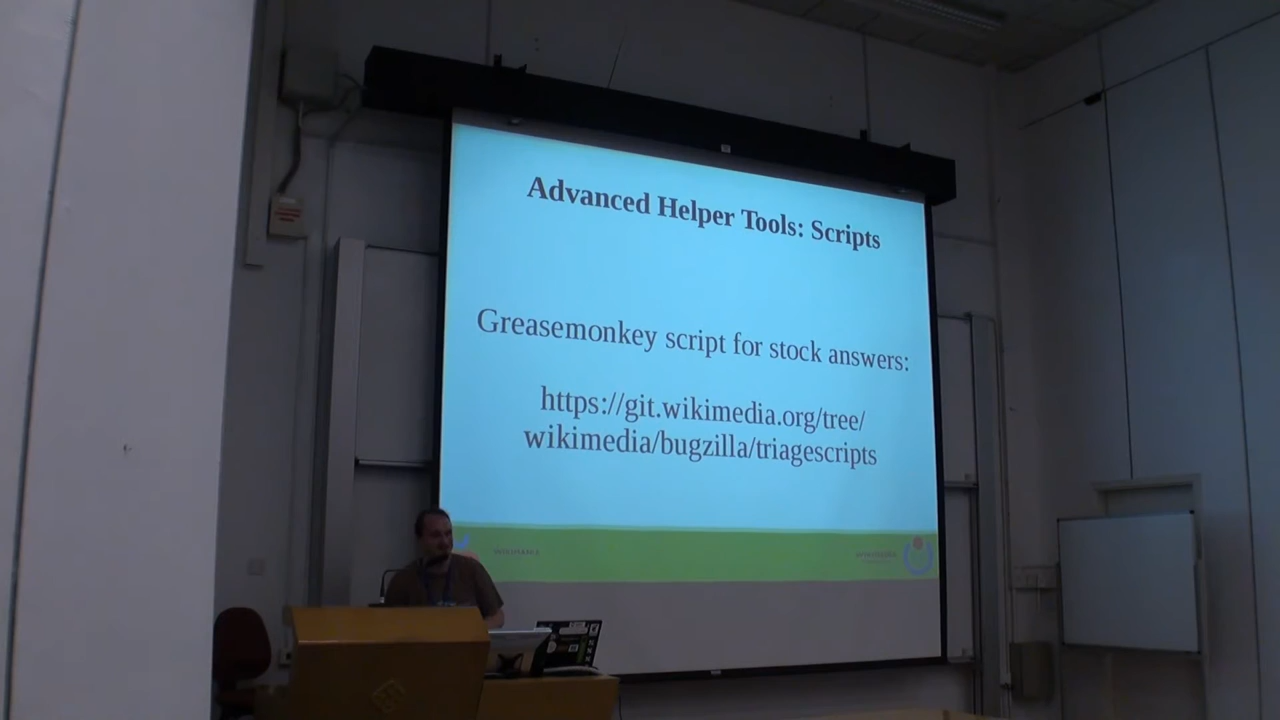 Advanced Helper Tools: Scripts
Greasemonkey script for stock answers:
https://git.wikimedia.org/tree/
wikimedia/bugzilla/triagescripts